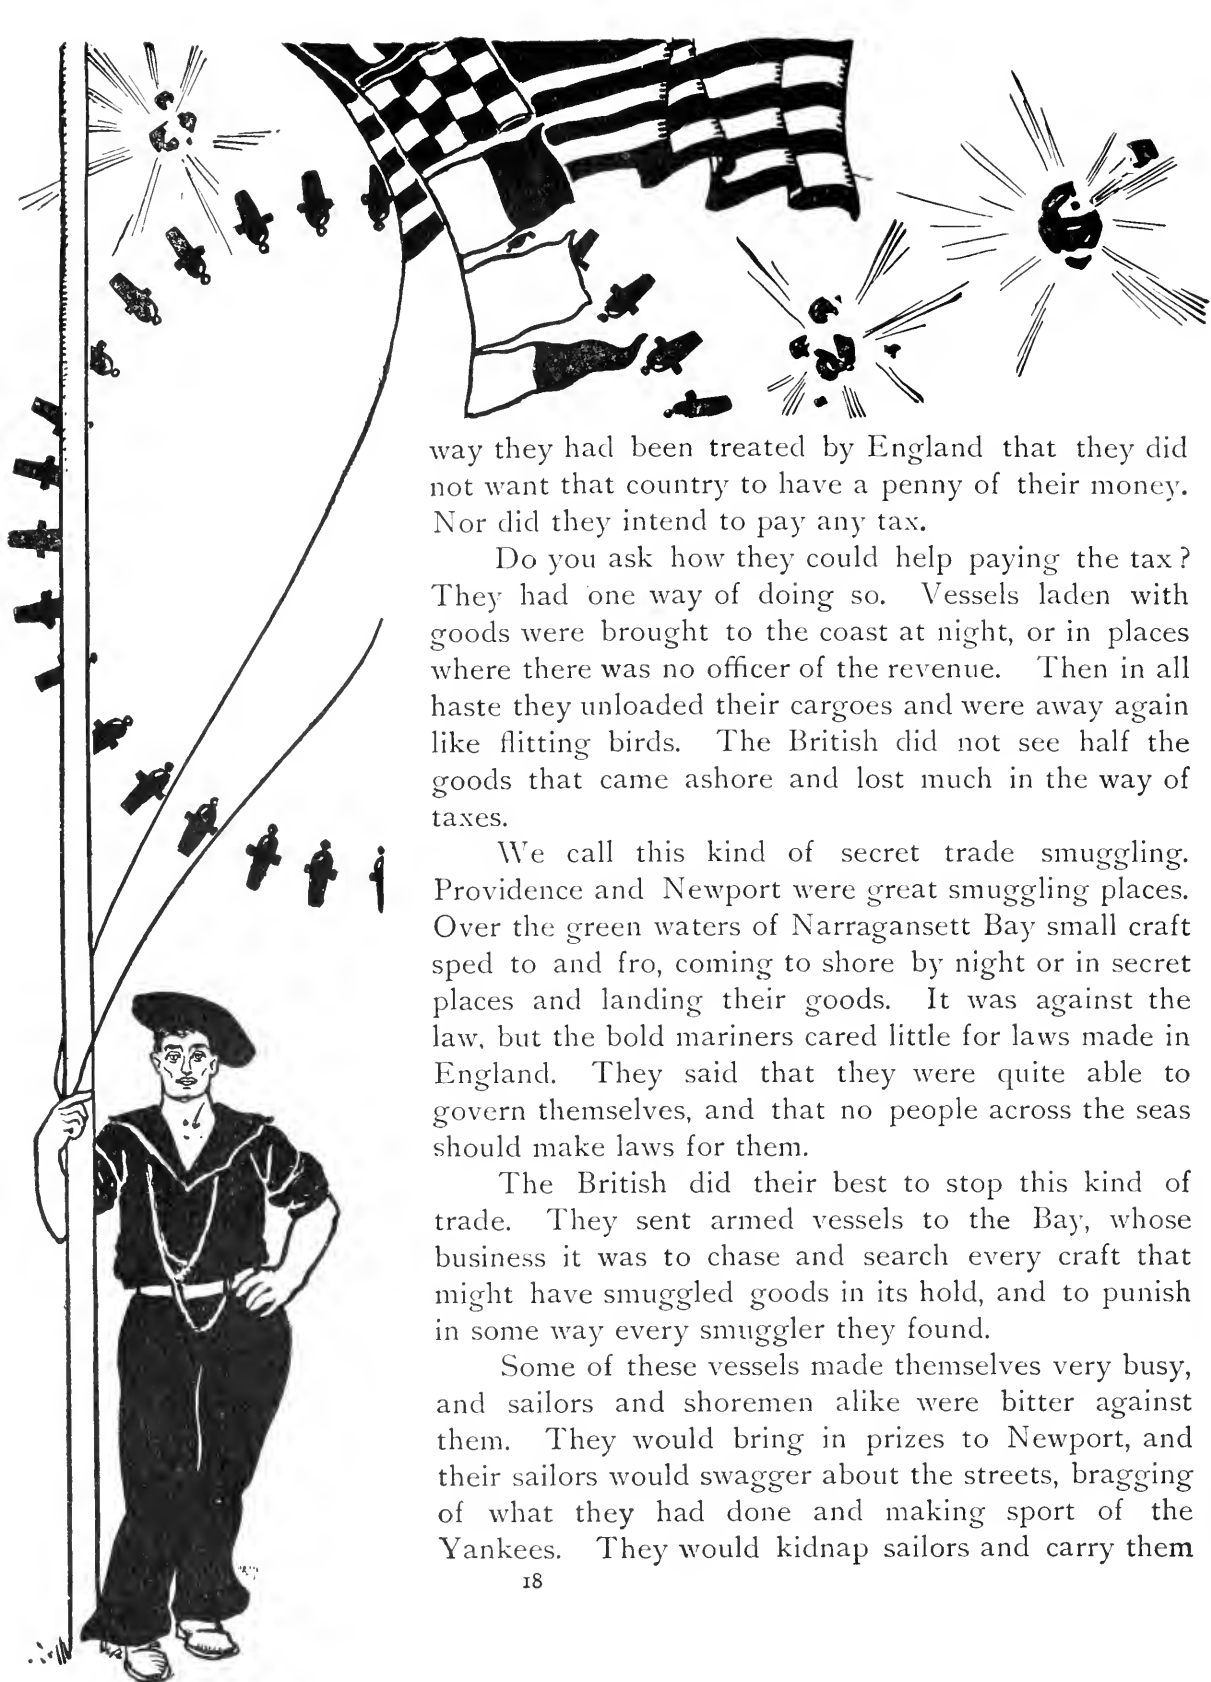 way they had been treated by England that they did
not want that country to have a penny of their money.
Nor did they intend to pay any tax.
Do you ask how they could help paying the tax?
They had one way of doing so. Vessels laden with
goods were brought to the coast at night, or in places
where there was no officer of the revenue. Then in all
haste they unloaded their cargoes and were away again
like flitting birds. The British did not see half the
goods that came ashore and lost much in the way of
taxes.
We call this kind of secret trade smuggling.
Providence and Newport were great smuggling places.
Over the green waters of Narragansett Bay small craft
sped to and fro, coming to shore by night or in secret
places and landing their goods. It was against the
law, but the bold mariners cared little for laws made in
England. They said that they were quite able to
govern themselves, and that no people across the seas
should make laws for them.
The British did their best to stop this kind of
trade. They sent armed vessels to the Bay, whose
business it was to chase and search every craft that
might have smuggled goods in its hold, and to punish
in some way every smuggler they found.
Some of these vessels made themselves very busy,
and sailors and shoremen alike were bitter against
them. They would bring in prizes to Newport, and
their sailors would swagger about the streets, bragging
of what they had done and making sport of the
Yankees. They would kidnap sailors and carry them
18